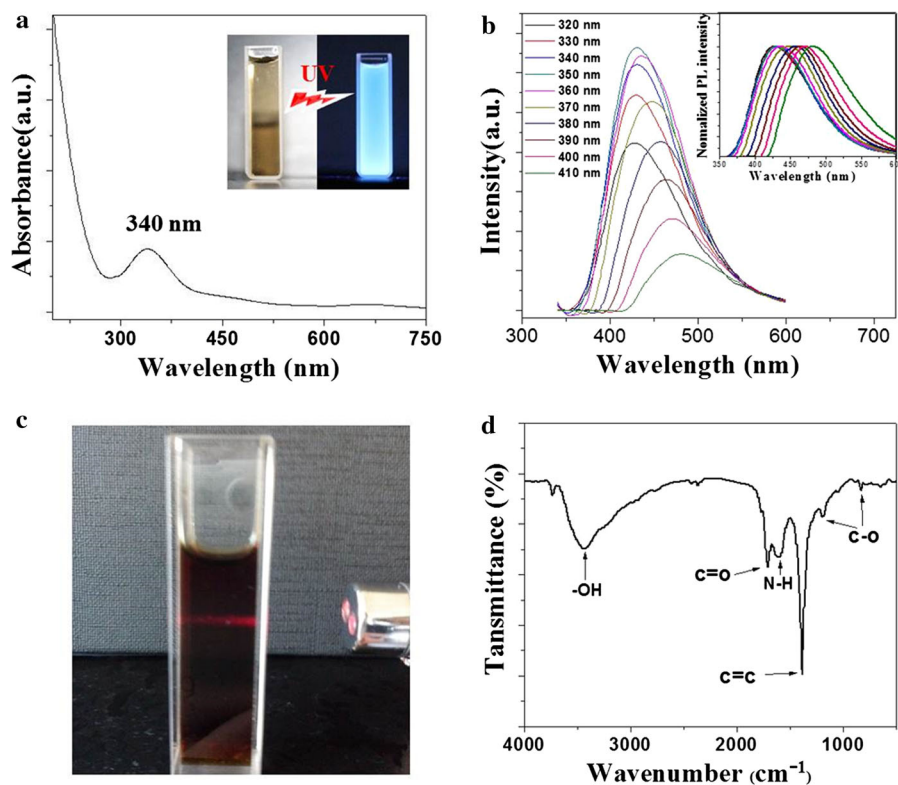 a
Absorbance(a.u.)
UV
340 nm
300
450
600
750
Wavelength (nm)
b
Intensity(a.u.)
320 nm
330 nm
340 nm
350 nm
360 nm
370 nm
380 nm
390 nm
400 nm
410 nm
Nomalized PL intensity
350
400
450
500
550
600
Wavelength (nm)
300
400
500
600
700
Wavelength (nm)
c
d
Tansmittance (%)
-OH
C=O
N-H
C=C
C-O
4000
3000
2000
1000
Wavenumber (cm⁻¹)